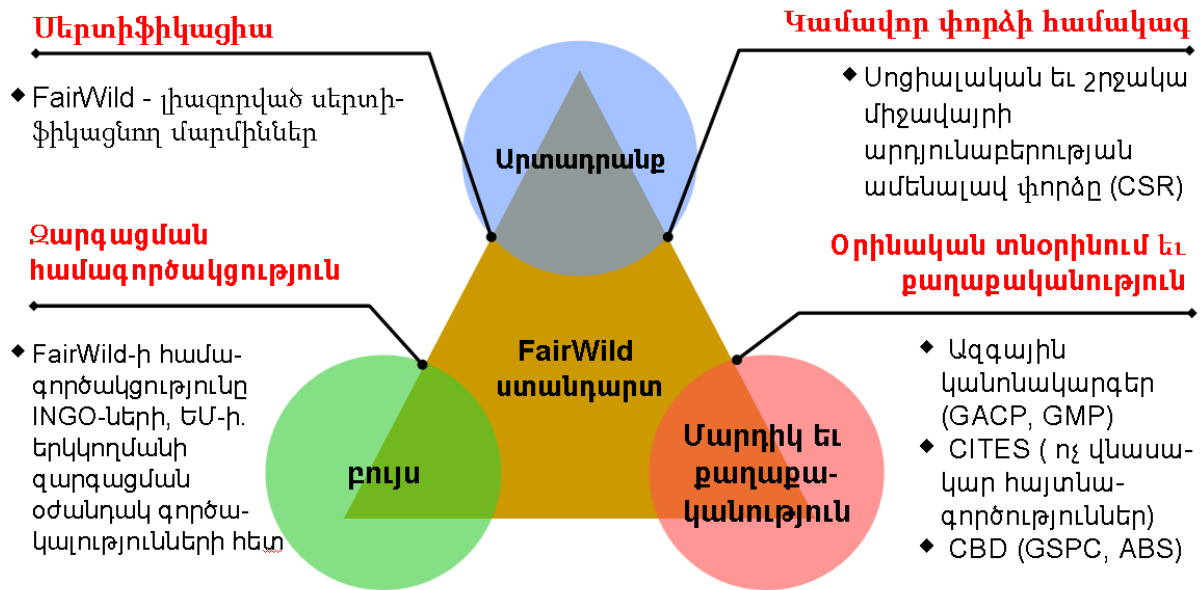 Սերտիֆիկացիա
◆ FairWild - լիազորված սերտի-
ֆիկացնող մարմիններ
Կամավոր փորձի համակագ
◆ Սոցիալական եւ շրջակա
միջավայրի
արդյունաբերության
ամենալավ փորձը (CSR)
Արտադրանք
Զարգացման
համագործակցություն
◆ FairWild-ի համա-
գործակցությունը
INGO-ների, ԵՄ-ի.
երկկողմանի
զարգացման
օժանդակ գործա-
կալությունների հետ
FairWild
ստանդարտ
բույս
Մարդիկ եւ
քաղաքա-
կանություն
Օրինական տնօրինում եւ
քաղաքականություն
◆ Ազգային
կանոնակարգեր
(GACP, GMP)
◆ CITES ( ոչ վնասա-
կար հայտնա-
գործություններ)
◆ CBD (GSPC, ABS)